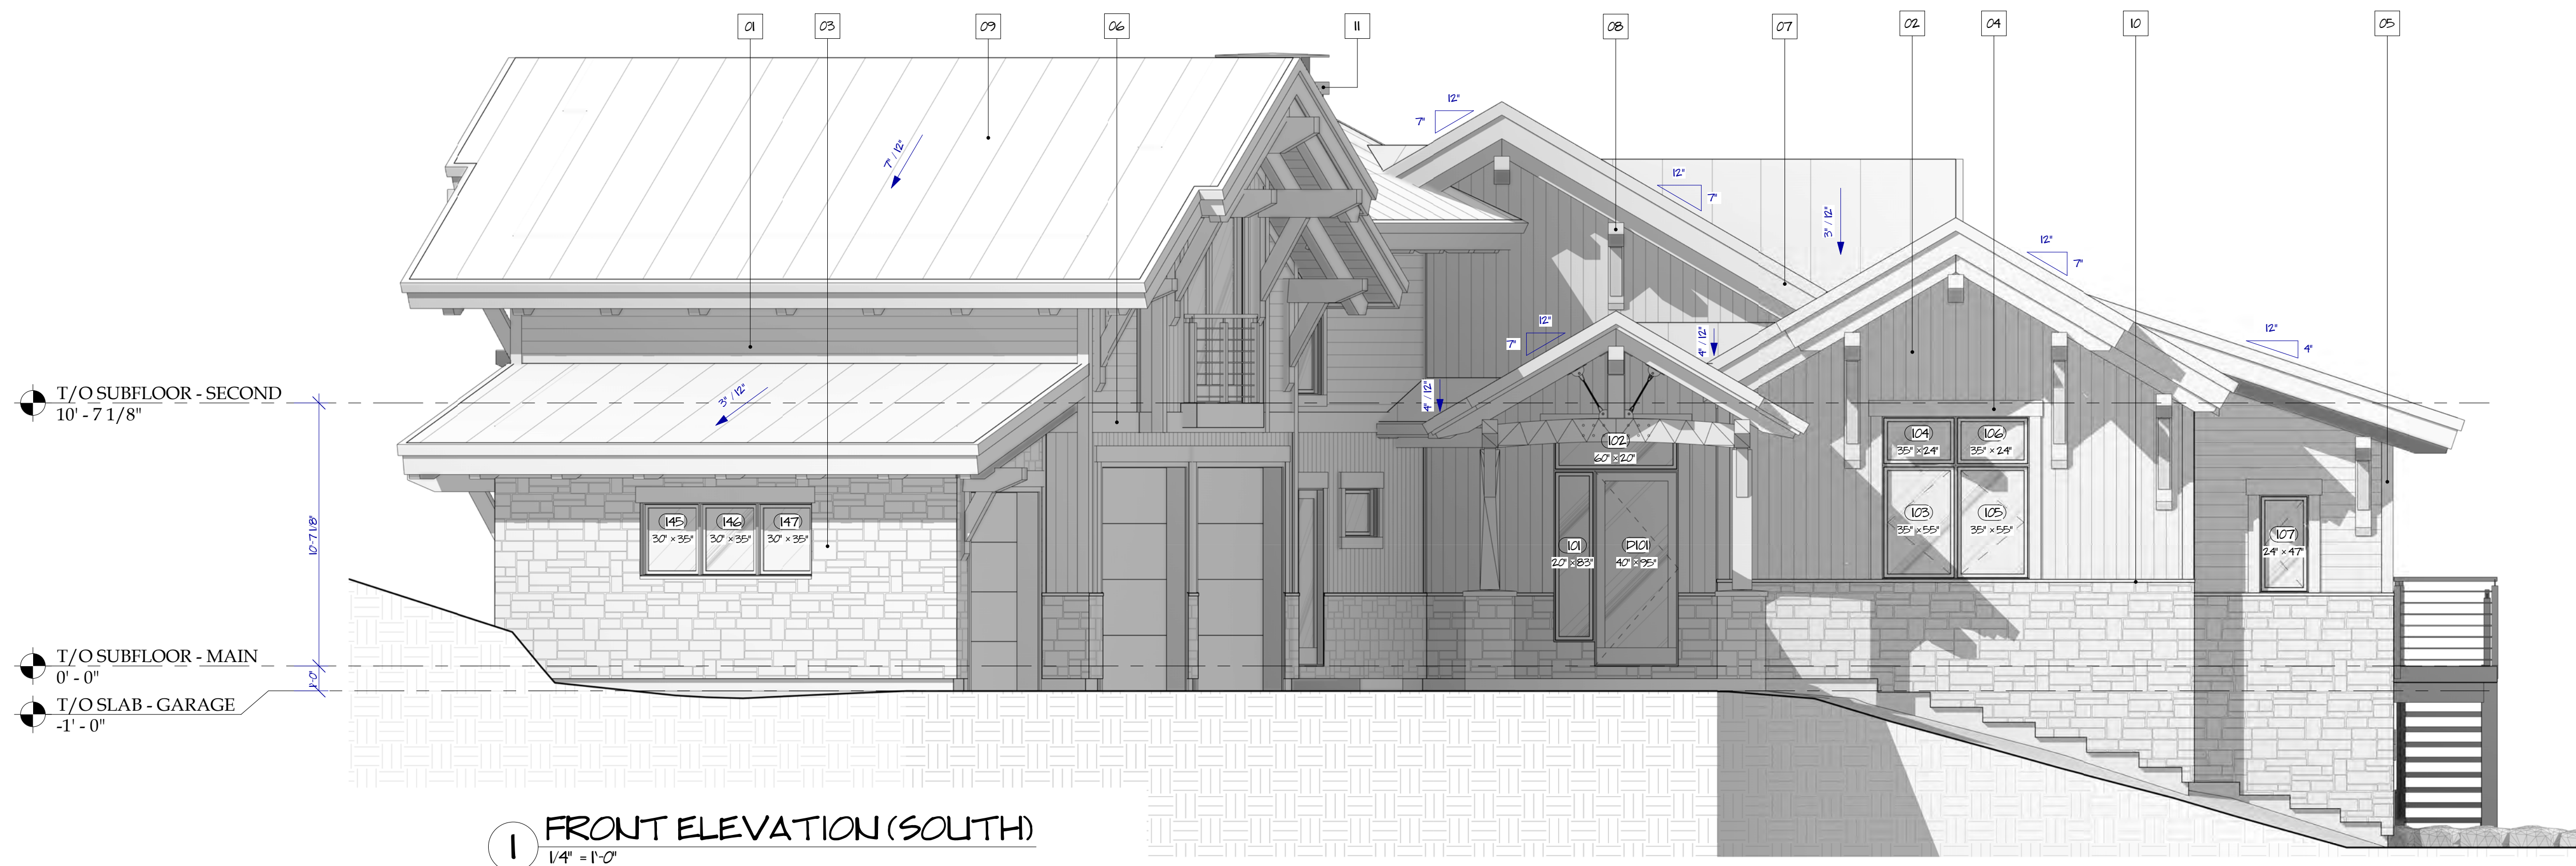 01 03 09 06 11 08 07 02 04 10 05
12"
7"
7" / 12"
12"
7"
3" / 12"
12"
7"
12"
7"
4" / 12"
12"
4"
3" / 12"
4" / 12"
T/O SUBFLOOR - SECOND
10' - 7 1/8"
10'-7 1/8"
102
60" x 20"
104
35" x 24"
106
35" x 24"
145
30" x 35"
146
30" x 35"
147
30" x 35"
101
20" x 83"
D101
40" x 95"
103
35" x 55"
105
35" x 55"
107
24" x 47"
T/O SUBFLOOR - MAIN
0' - 0"
1'-0"
T/O SLAB - GARAGE
-1' - 0"
1
FRONT ELEVATION (SOUTH)
1/4" = 1'-0"